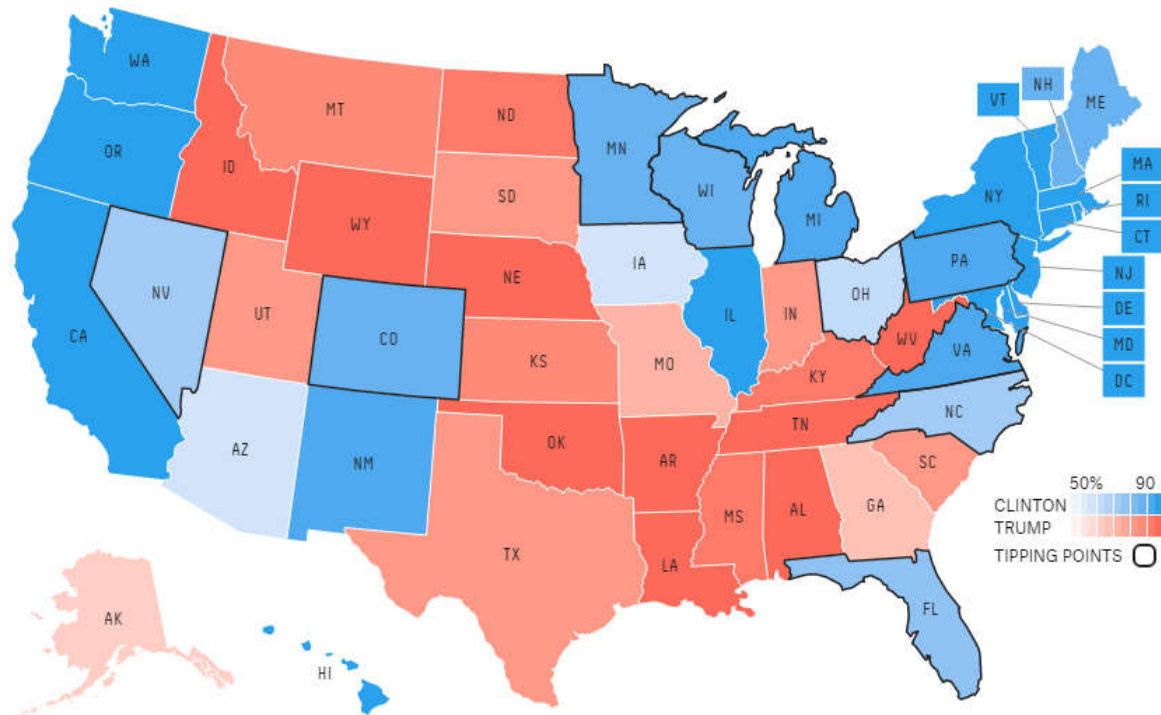 WA
NH
VT
ME
MT
ND
OR
MN
ID
MA
SD
WI
NY
RI
WY
MI
CT
IA
PA
NE
NJ
NV
OH
UT
IL
IN
DE
CA
CO
WV
MD
VA
KS
MO
KY
DC
NC
TN
AZ
OK
NM
AR
SC
50% 90
GA
CLINTON
MS
AL
TRUMP
TX
TIPPING POINTS
LA
FL
AK
HI